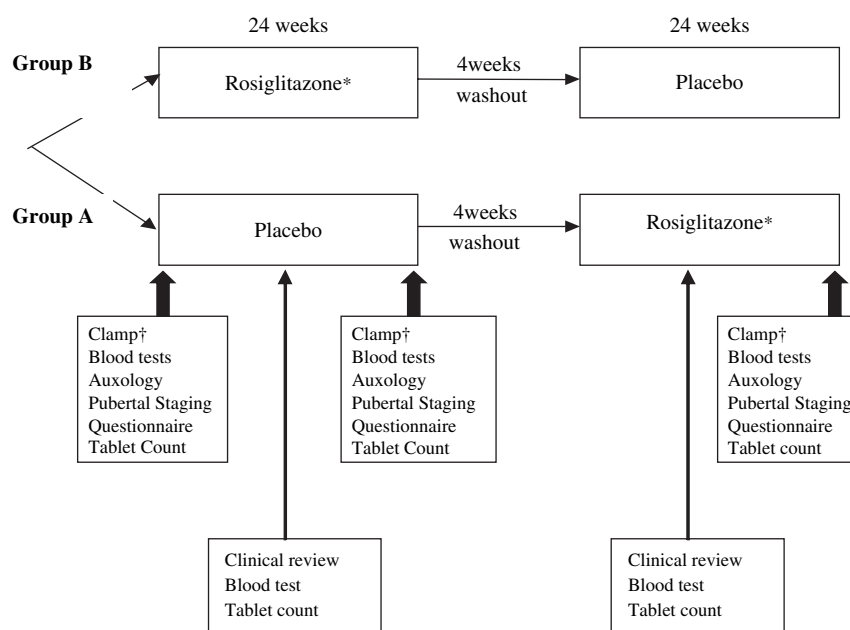 24 weeks
24 weeks
Group B
Rosiglitazone*
4weeks
washout
Placebo
Group A
Placebo
4weeks
washout
Rosiglitazone*
Clamp†
Blood tests
Auxology
Pubertal Staging
Questionnaire
Tablet Count
Clamp†
Blood tests
Auxology
Pubertal Staging
Questionnaire
Tablet Count
Clamp†
Blood tests
Auxology
Pubertal Staging
Questionnaire
Tablet count
Clinical review
Blood test
Tablet count
Clinical review
Blood test
Tablet count